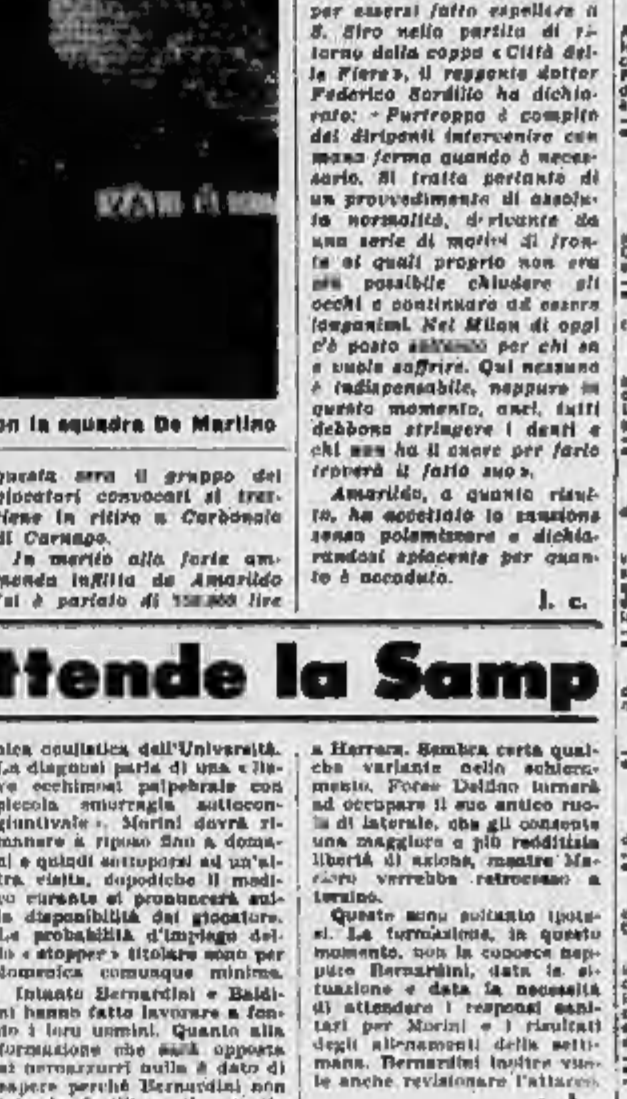 on la squadra De Martino
questa sera il gruppo dei
giocatori convocati si tras-
in ritiro a Carbonaia
di Carnago.
In merito alla forte am-
menda inflitta da Amarildo
si è parlato di lire
per essersi fatto espellere a
S. Siro nella partita di ri-
torno della coppa «Città del-
le Fiere», il reggente dottor
Federico Sordillo ha dichia-
rato: «Purtroppo è compito
dei dirigenti intervenire con
mano ferma quando è neces-
sario. Si tratta pertanto di
un provvedimento di assolu-
ta normalità, derivante da
una serie di motivi di fron-
te ai quali proprio non era
più possibile chiudere gli
occhi e continuare ad essere
longanimi. Nel Milan di oggi
c'è posto soltanto per chi sa
e vuole soffrire. Qui nessuno
è indispensabile, neppure in
questo momento, anzi, tutti
debbono stringere i denti e
chi non ha il cuore per farlo
troverà il fatto suo».
Amarildo, a quanto risul-
ta, ha accettato la sanzione
senza polemizzare e dichia-
randosi spiacente per quan-
to è accaduto.
j. c.
ttende la Samp
nica oculistica dell'Università.
La diagnosi parla di una «lie-
ve ecchimosi palpebrale con
piccola emorragia sottocon-
giuntivale». Morini dovrà ri-
manere a riposo fino a doma-
ni e quindi sottoporsi ad un'al-
tra visita, dopodiché il medi-
co curante si pronuncerà sul-
la disponibilità del giocatore.
Le probabilità d'impiego del-
lo «stopper» titolare sono per
domenica comunque minime.
Intanto Bernardini e Baldi-
ni hanno fatto lavorare a fon-
do i loro uomini. Quanto alla
formazione che sarà opposta
ai nerazzurri nulla è dato di
sapere perché Bernardini non
a Herrera. Sembra certa qual-
che variante nello schiera-
mento. Forse Delfino tornerà
ad occupare il suo antico ruo-
lo di laterale, che gli consente
una maggiore e più redditizia
libertà di azione, mentre Ma-
verrebbe retrocesso a
terzino.
Queste sono soltanto ipote-
si. La formazione, in questo
momento, non la conosce nep-
pure Bernardini, data la si-
tuazione e data la necessità
di attendere i responsi sani-
tari per Morini e i risultati
degli allenamenti della setti-
mana. Bernardini inoltre vuo-
le anche revisionare l'attacco,